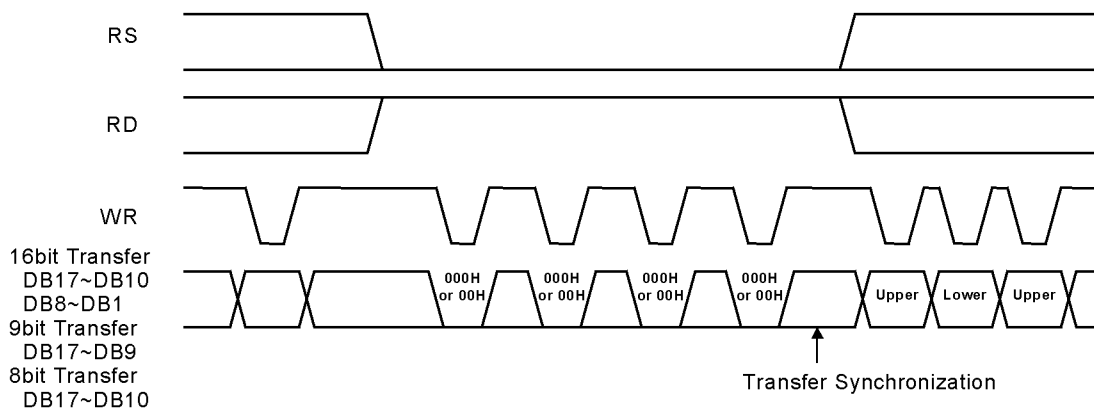 RS
RD
WR
16bit Transfer
DB17~DB10
DB8~DB1
9bit Transfer
DB17~DB9
8bit Transfer
DB17~DB10
000H
or 00H
000H
or 00H
000H
or 00H
000H
or 00H
Upper
Lower
Upper
Transfer Synchronization